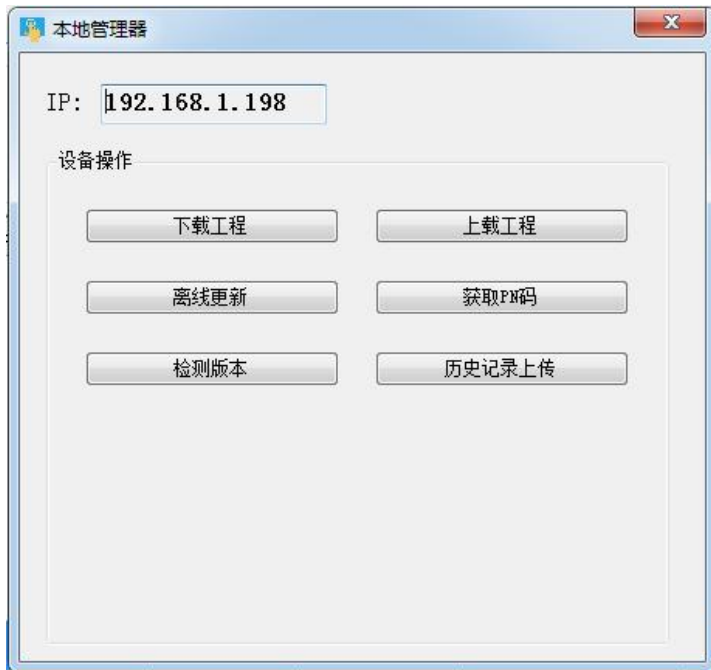 本地管理器
IP: 192.168.1.198
设备操作
下载工程 上载工程
离线更新 获取PN码
检测版本 历史记录上传